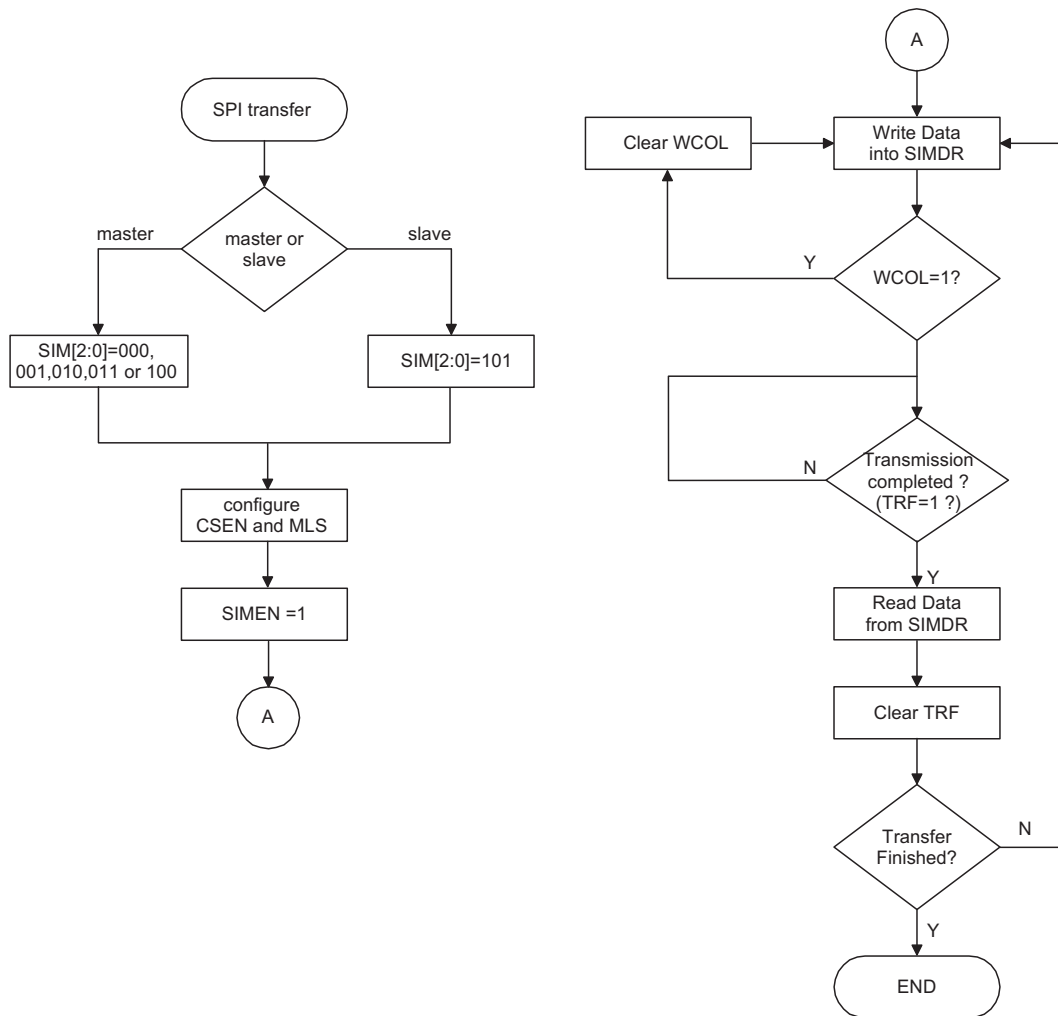 SPI transfer
master
master or
slave
slave
SIM[2:0]=000,
001,010,011 or 100
SIM[2:0]=101
configure
CSEN and MLS
SIMEN =1
A
A
Clear WCOL
Write Data
into SIMDR
Y
WCOL=1?
N
Transmission
completed ?
(TRF=1 ?)
Y
Read Data
from SIMDR
Clear TRF
Transfer
Finished?
N
Y
END